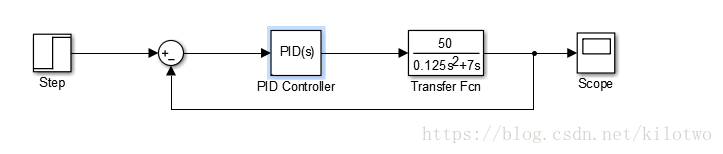 +
−
PID(s)
50
0.125s²+7s
Step
PID Controller
Transfer Fcn
Scope
https://blog.csdn.net/kilotwo